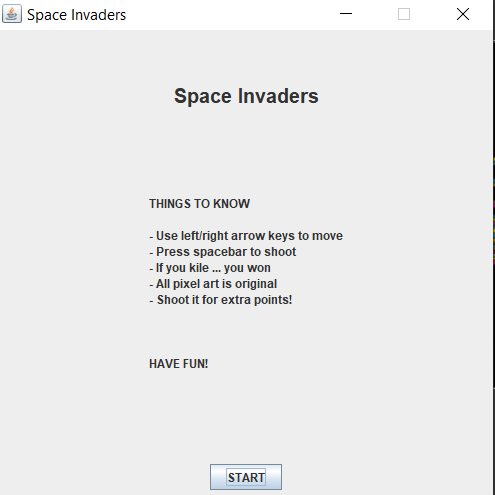 Space Invaders
Space Invaders
THINGS TO KNOW
- Use left/right arrow keys to move
- Press spacebar to shoot
- If you kile ... you won
- All pixel art is original
- Shoot it for extra points!
HAVE FUN!
START